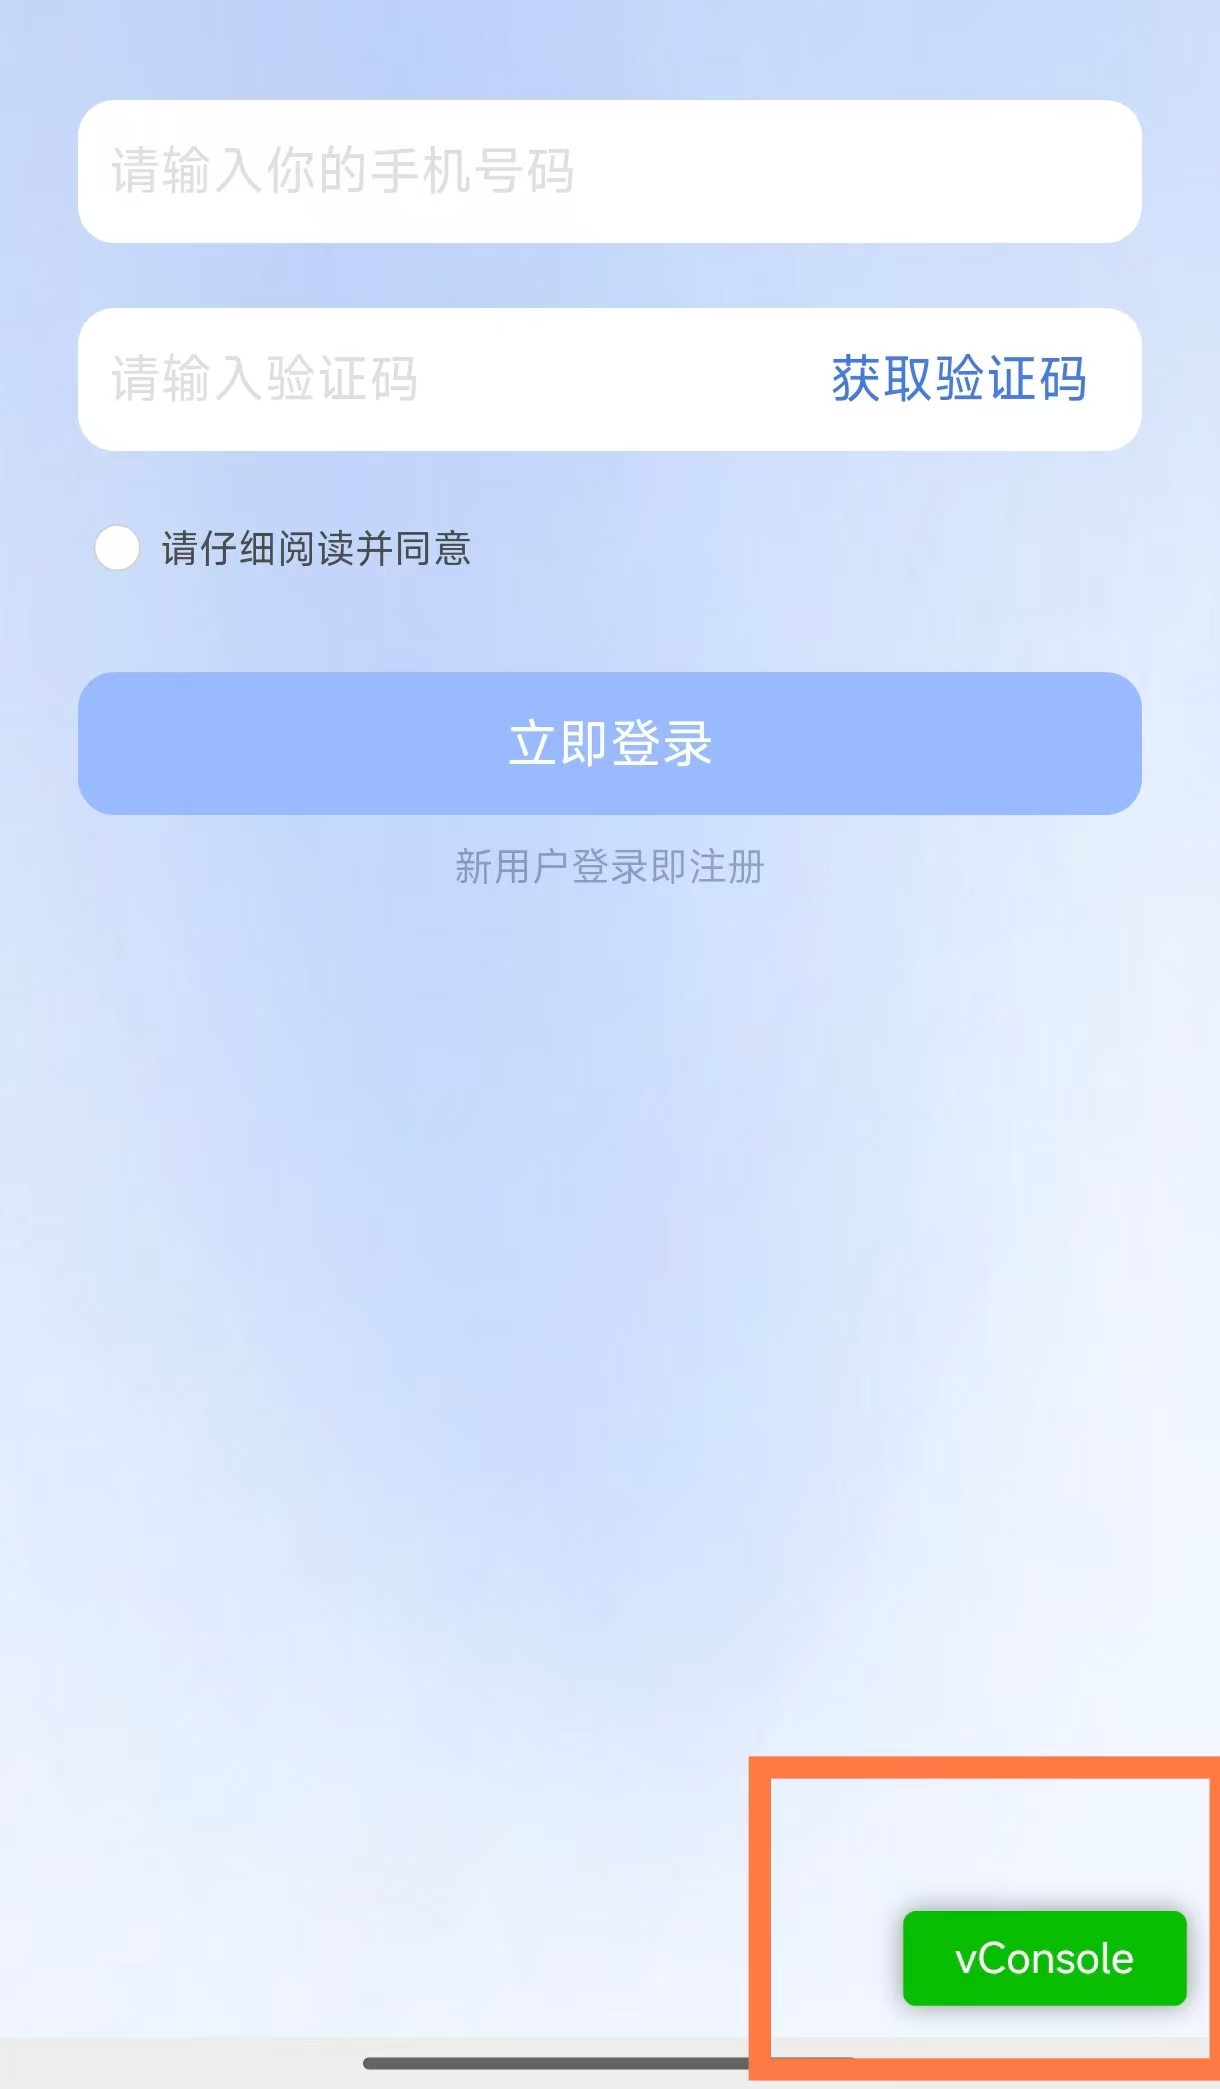 请输入你的手机号码
请输入验证码 获取验证码
请仔细阅读并同意
立即登录
新用户登录即注册
vConsole